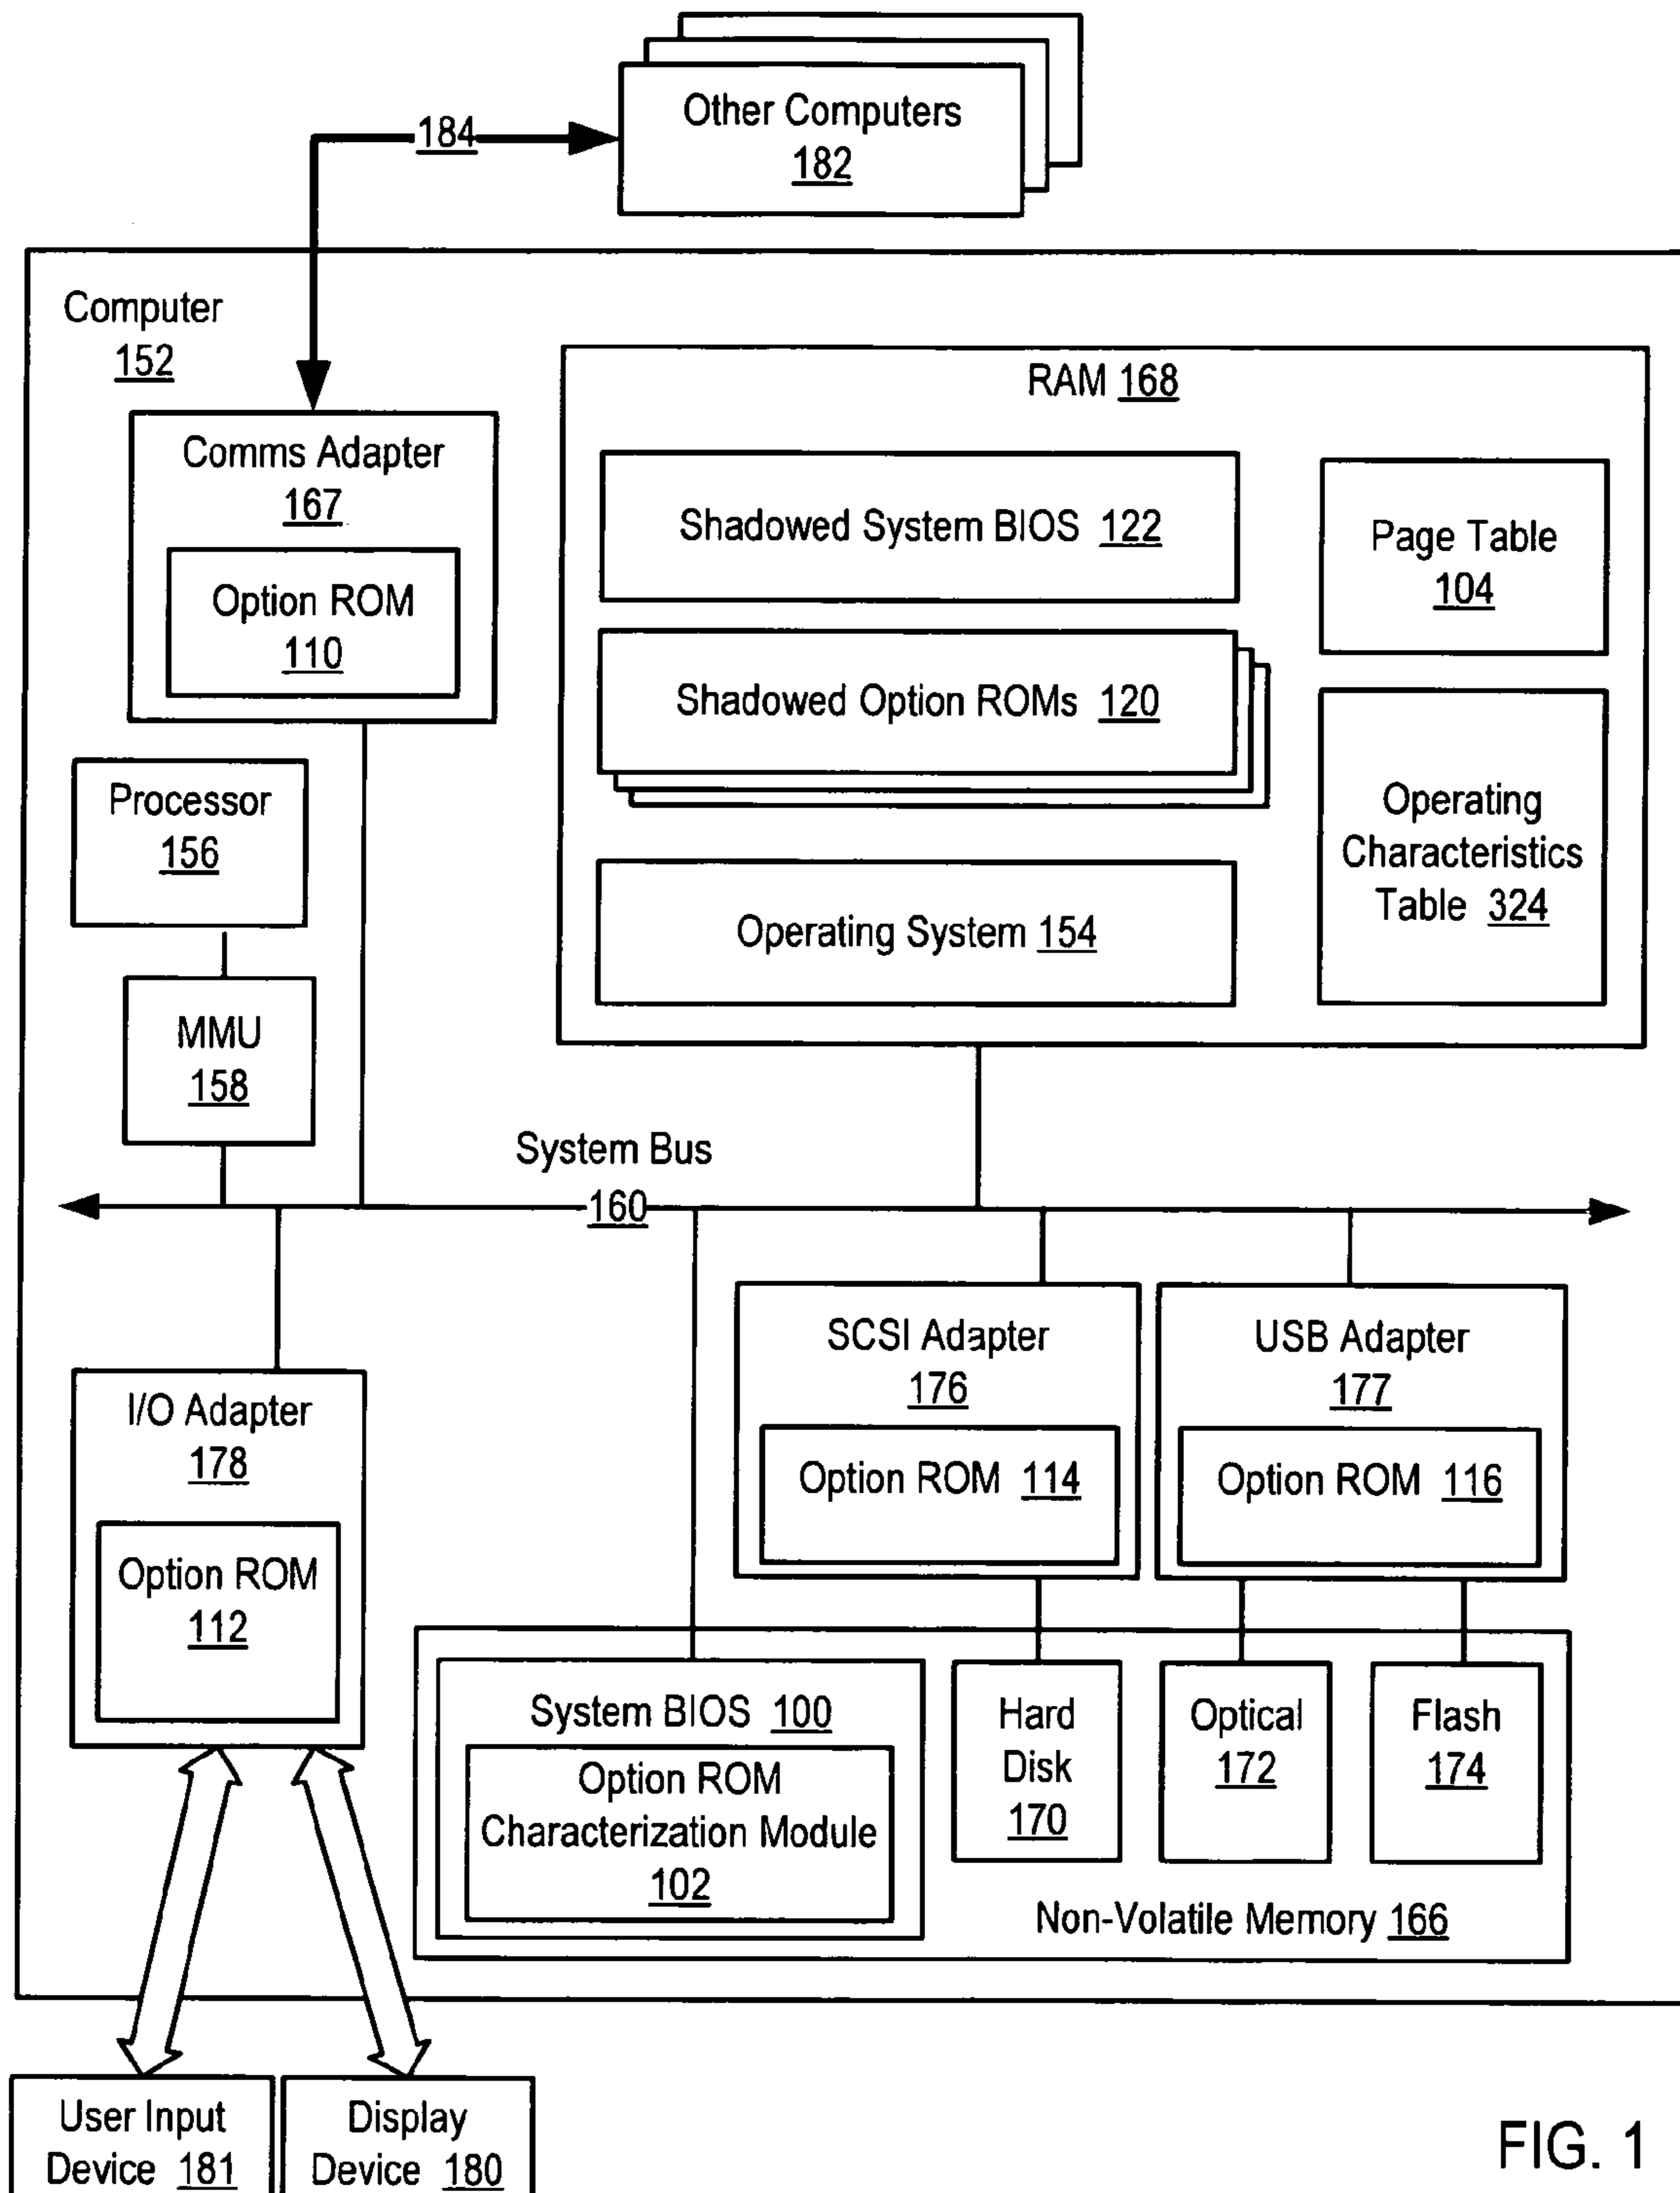 Other Computers
182
184
Computer
152
RAM 168
Comms Adapter
167
Option ROM
110
Shadowed System BIOS 122
Page Table
104
Shadowed Option ROMs 120
Operating
Characteristics
Table 324
Processor
156
Operating System 154
MMU
158
System Bus
160
SCSI Adapter
176
Option ROM 114
USB Adapter
177
Option ROM 116
I/O Adapter
178
Option ROM
112
System BIOS 100
Option ROM
Characterization Module
102
Hard
Disk
170
Optical
172
Flash
174
Non-Volatile Memory 166
User Input
Device 181
Display
Device 180
FIG. 1